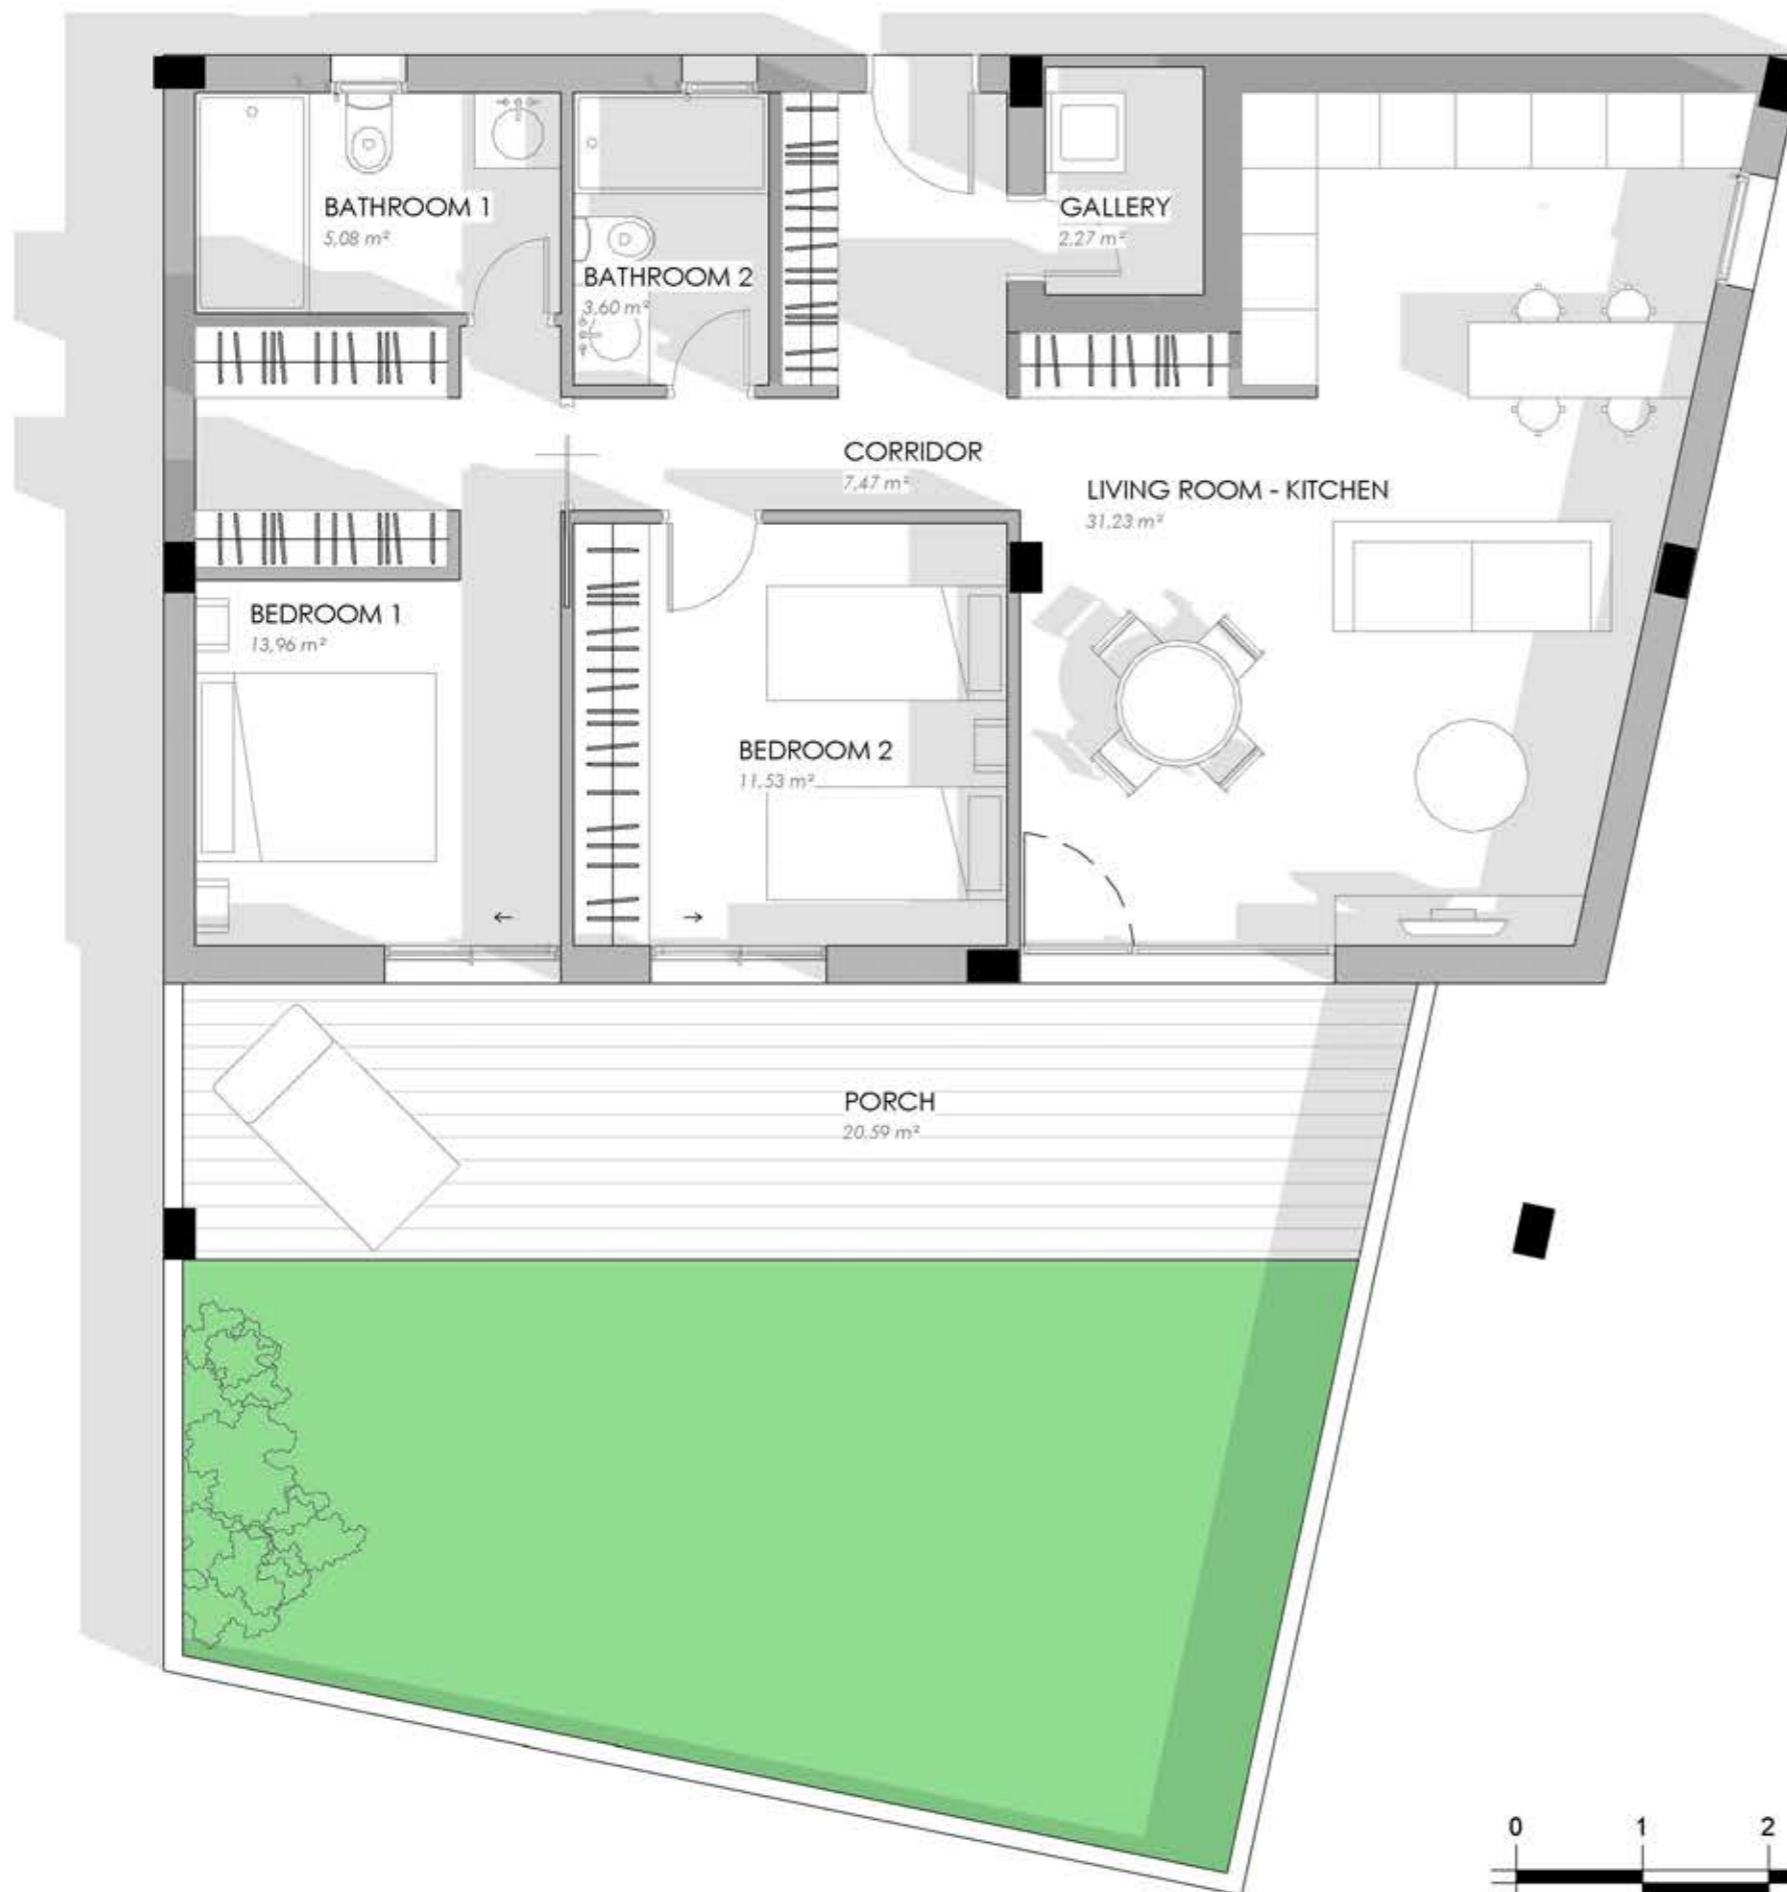 BATHROOM 1
5,08 m²
GALLERY
2,27 m²
BATHROOM 2
3,60 m²
CORRIDOR
7,47 m²
LIVING ROOM - KITCHEN
31,23 m²
BEDROOM 1
13,96 m²
BEDROOM 2
11,53 m²
PORCH
20,59 m²
0 1 2